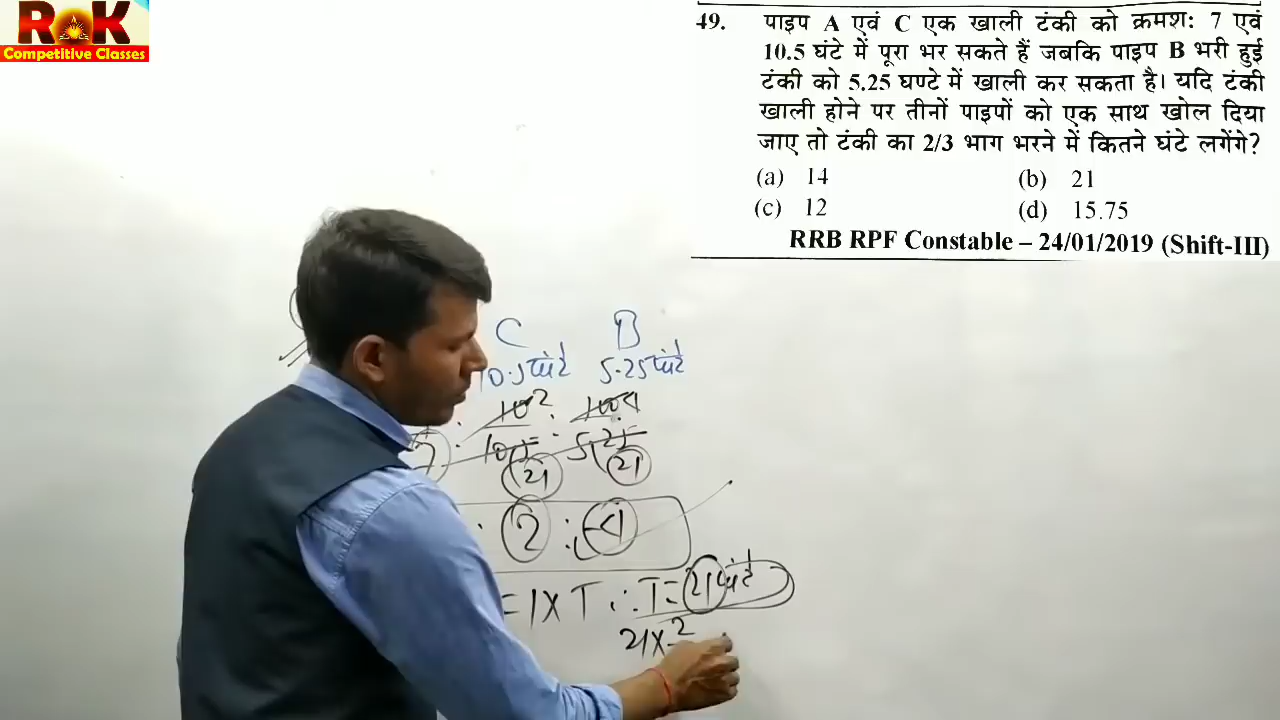 ROK
Competitive Classes
49. पाइप A एवं C एक खाली टंकी को क्रमश: 7 एवं
10.5 घंटे में पूरा भर सकते हैं जबकि पाइप B भरी हुई
टंकी को 5.25 घण्टे में खाली कर सकता है। यदि टंकी
खाली होने पर तीनों पाइपों को एक साथ खोल दिया
जाए तो टंकी का 2/3 भाग भरने में कितने घंटे लगेंगे?
(a) 14 (b) 21
(c) 12 (d) 15.75
RRB RPF Constable – 24/01/2019 (Shift-III)
C B
10.5 घंटे 5.25 घंटे
21 21
: 2 : -4
= 1 x T ∴ T = 21 घंटे
21 x 2